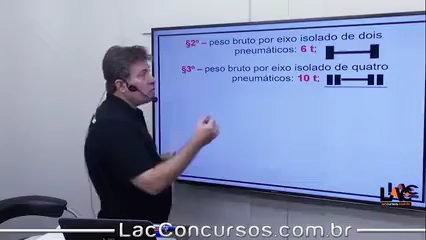 §2º – peso bruto por eixo isolado de dois
pneumáticos: 6 t;
§3º – peso bruto por eixo isolado de quatro
pneumáticos: 10 t;
LAC
LacConcursos.com.br